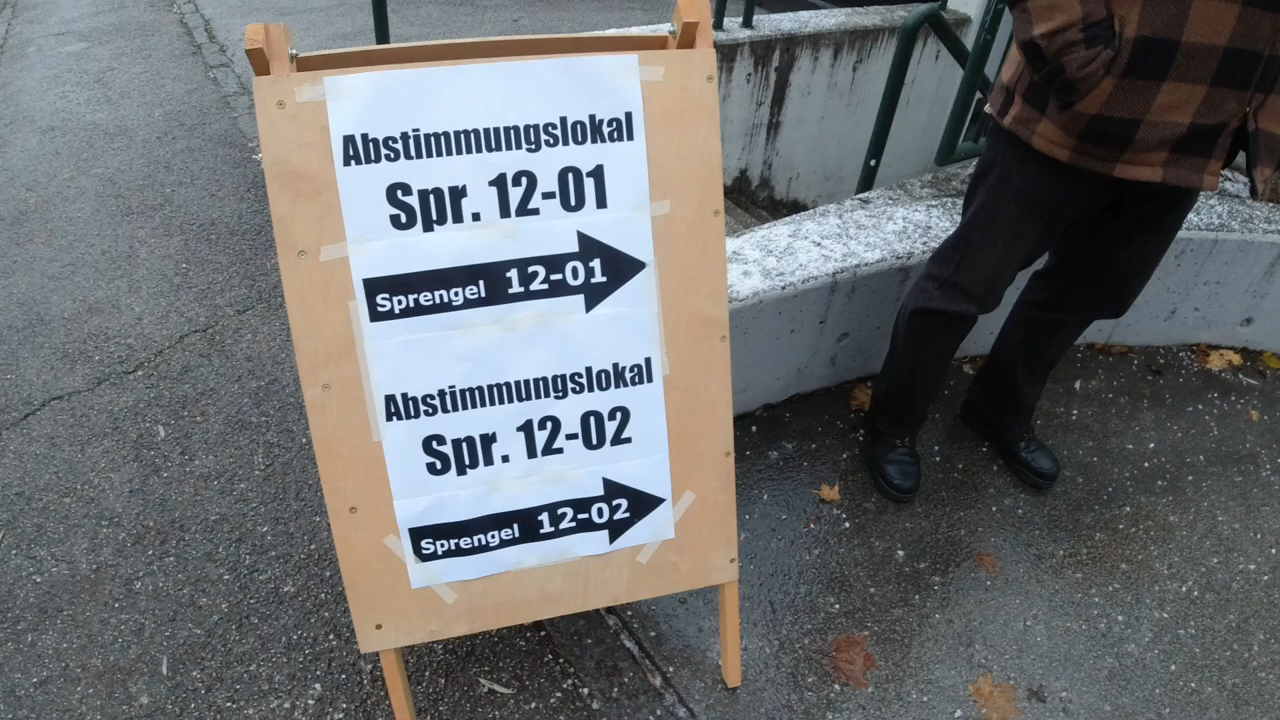 Abstimmungslokal
Spr. 12-01
Sprengel 12-01
Abstimmungslokal
Spr. 12-02
Sprengel 12-02